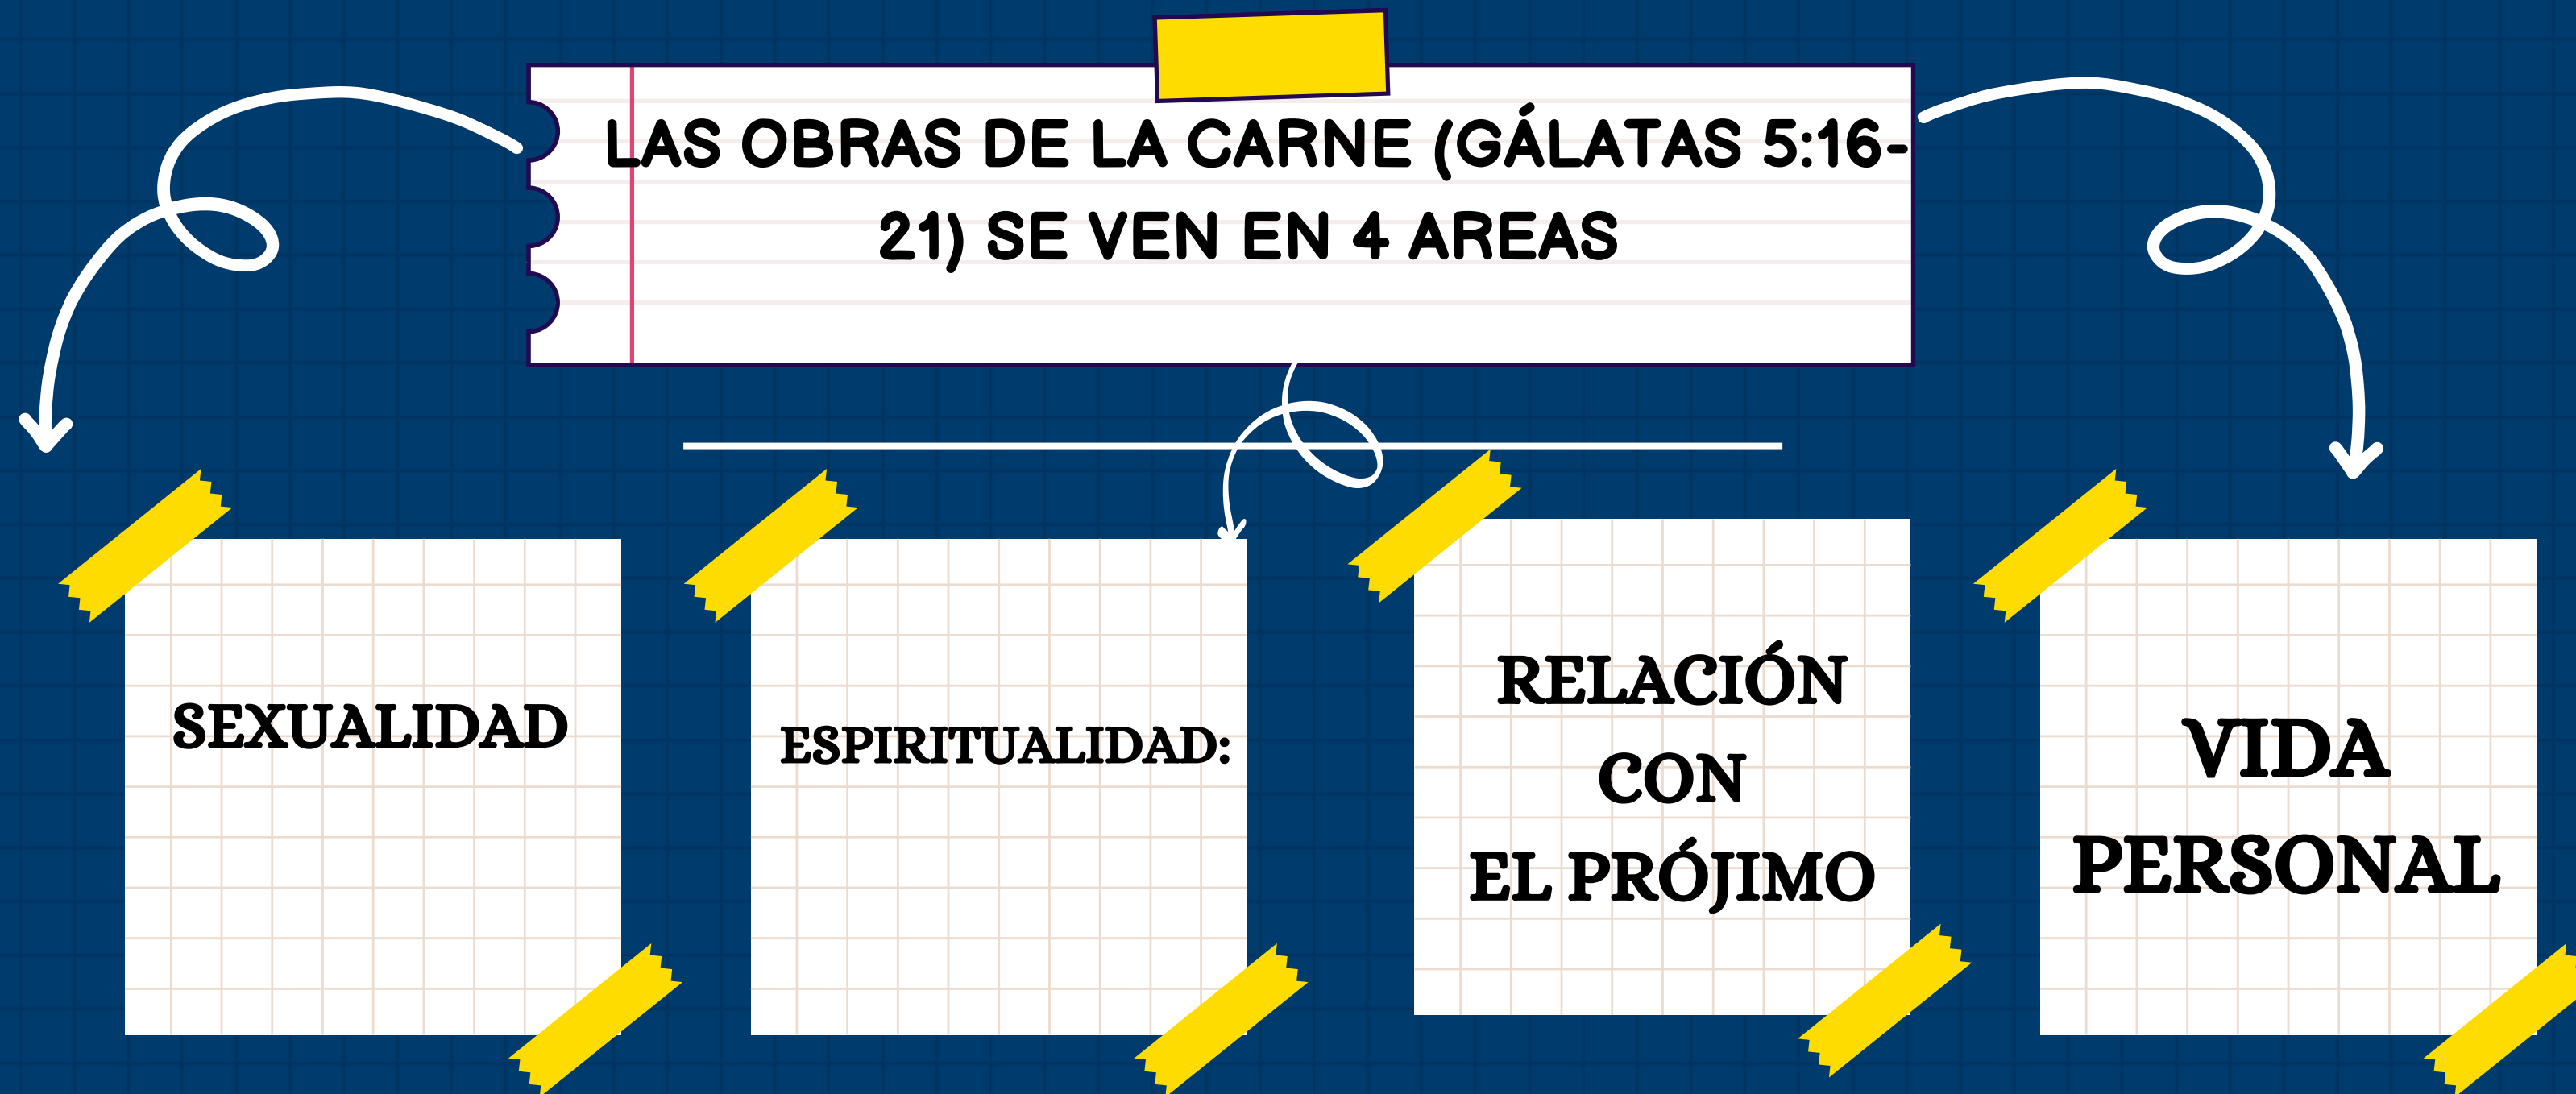 LAS OBRAS DE LA CARNE (GÁLATAS 5:16-
21) SE VEN EN 4 AREAS
SEXUALIDAD
ESPIRITUALIDAD:
RELACIÓN
CON
EL PRÓJIMO
VIDA
PERSONAL